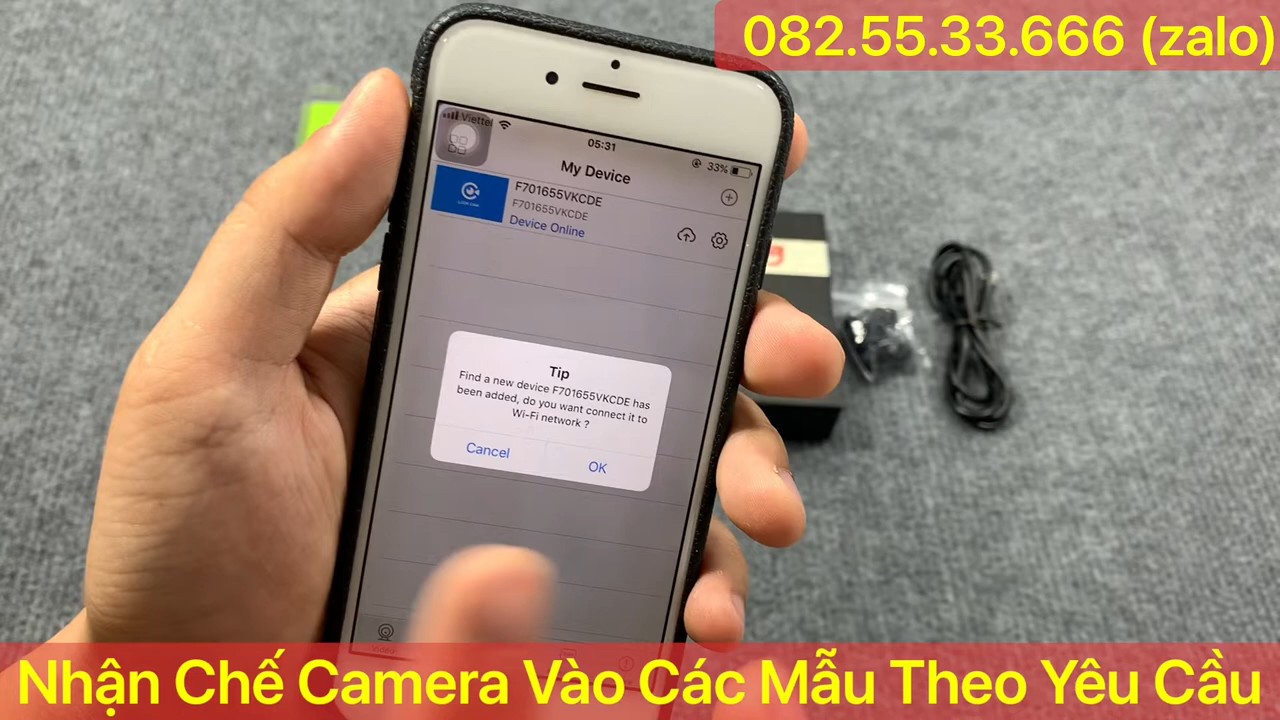 082.55.33.666 (zalo)
Viettel
05:31
33%
My Device
F701655VKCDE
F701655VKCDE
Device Online
Tip
Find a new device F701655VKCDE has
been added, do you want connect it to
Wi-Fi network ?
Cancel
OK
Nhận Chế Camera Vào Các Mẫu Theo Yêu Cầu